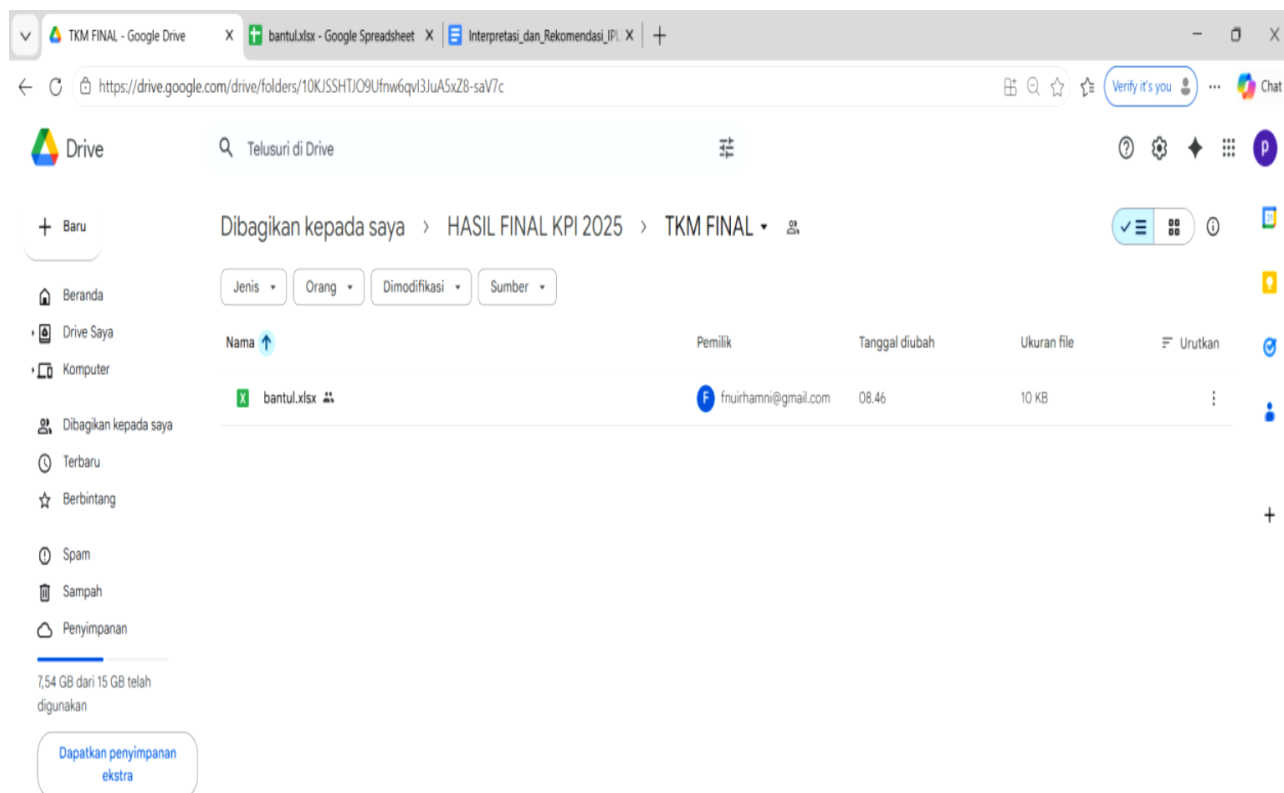 TKM FINAL - Google Drive
bantul.xlsx - Google Spreadsheet
Interpretasi_dan_Rekomendasi_IPL
https://drive.google.com/drive/folders/10KJSSHTJO9Ufnw6qvI3JuA5xZ8-saV7c
Verify it's you
Chat
Drive
Telusuri di Drive
p
Baru
Dibagikan kepada saya > HASIL FINAL KPI 2025 > TKM FINAL
31
Jenis
Orang
Dimodifikasi
Sumber
Beranda
Drive Saya
Komputer
Dibagikan kepada saya
Terbaru
Berbintang
Spam
Sampah
Penyimpanan
7,54 GB dari 15 GB telah
digunakan
Dapatkan penyimpanan
ekstra
Nama
Pemilik
Tanggal diubah
Ukuran file
Urutkan
X
bantul.xlsx
F
fnuirhamni@gmail.com
08.46
10 KB